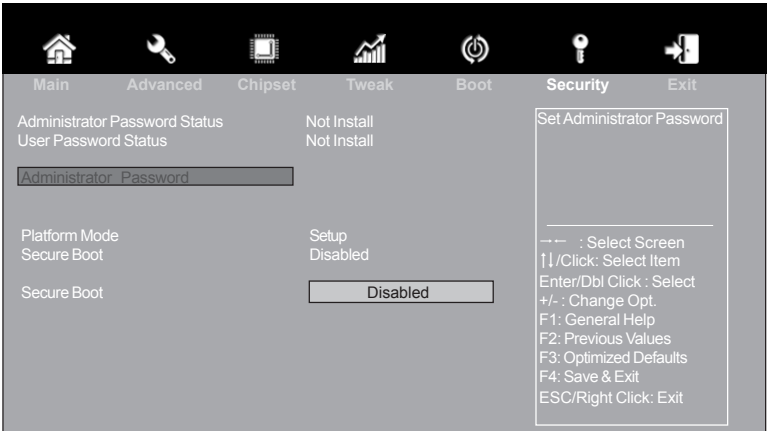 Main Advanced Chipset Tweak Boot Security Exit
Administrator Password Status Not Install
User Password Status Not Install
Administrator Password
Platform Mode Setup
Secure Boot Disabled
Secure Boot Disabled
Set Administrator Password
→← : Select Screen
↑↓/Click: Select Item
Enter/Dbl Click : Select
+/- : Change Opt.
F1: General Help
F2: Previous Values
F3: Optimized Defaults
F4: Save & Exit
ESC/Right Click: Exit